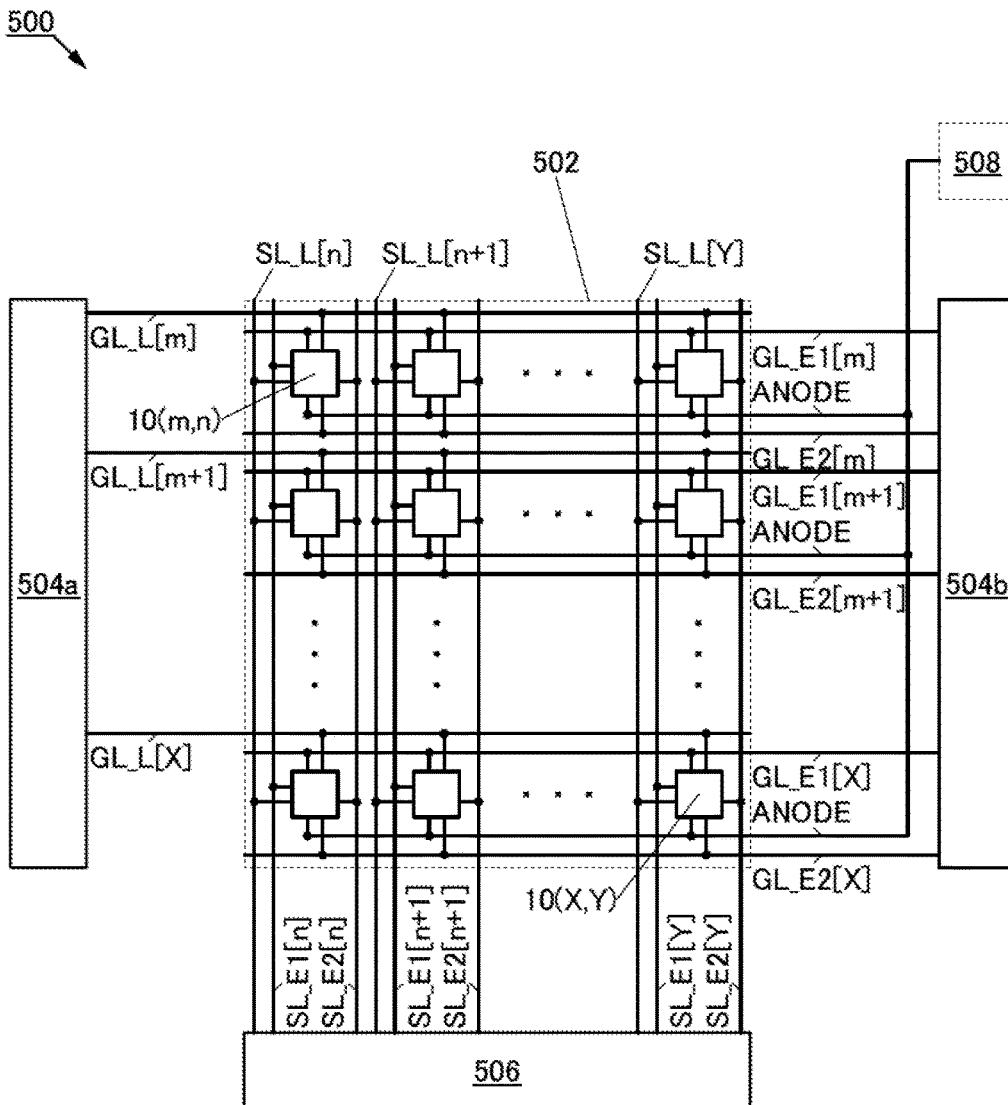 500
502
508
SL_L[n]
SL_L[n+1]
SL_L[Y]
GL_L[m]
GL_E1[m]
ANODE
10(m,n)
GL_E2[m]
GL_L[m+1]
GL_E1[m+1]
ANODE
504a
504b
GL_E2[m+1]
GL_L[X]
GL_E1[X]
ANODE
GL_E2[X]
10(X,Y)
SL_E1[n]
SL_E2[n]
SL_E1[n+1]
SL_E2[n+1]
SL_E1[Y]
SL_E2[Y]
506